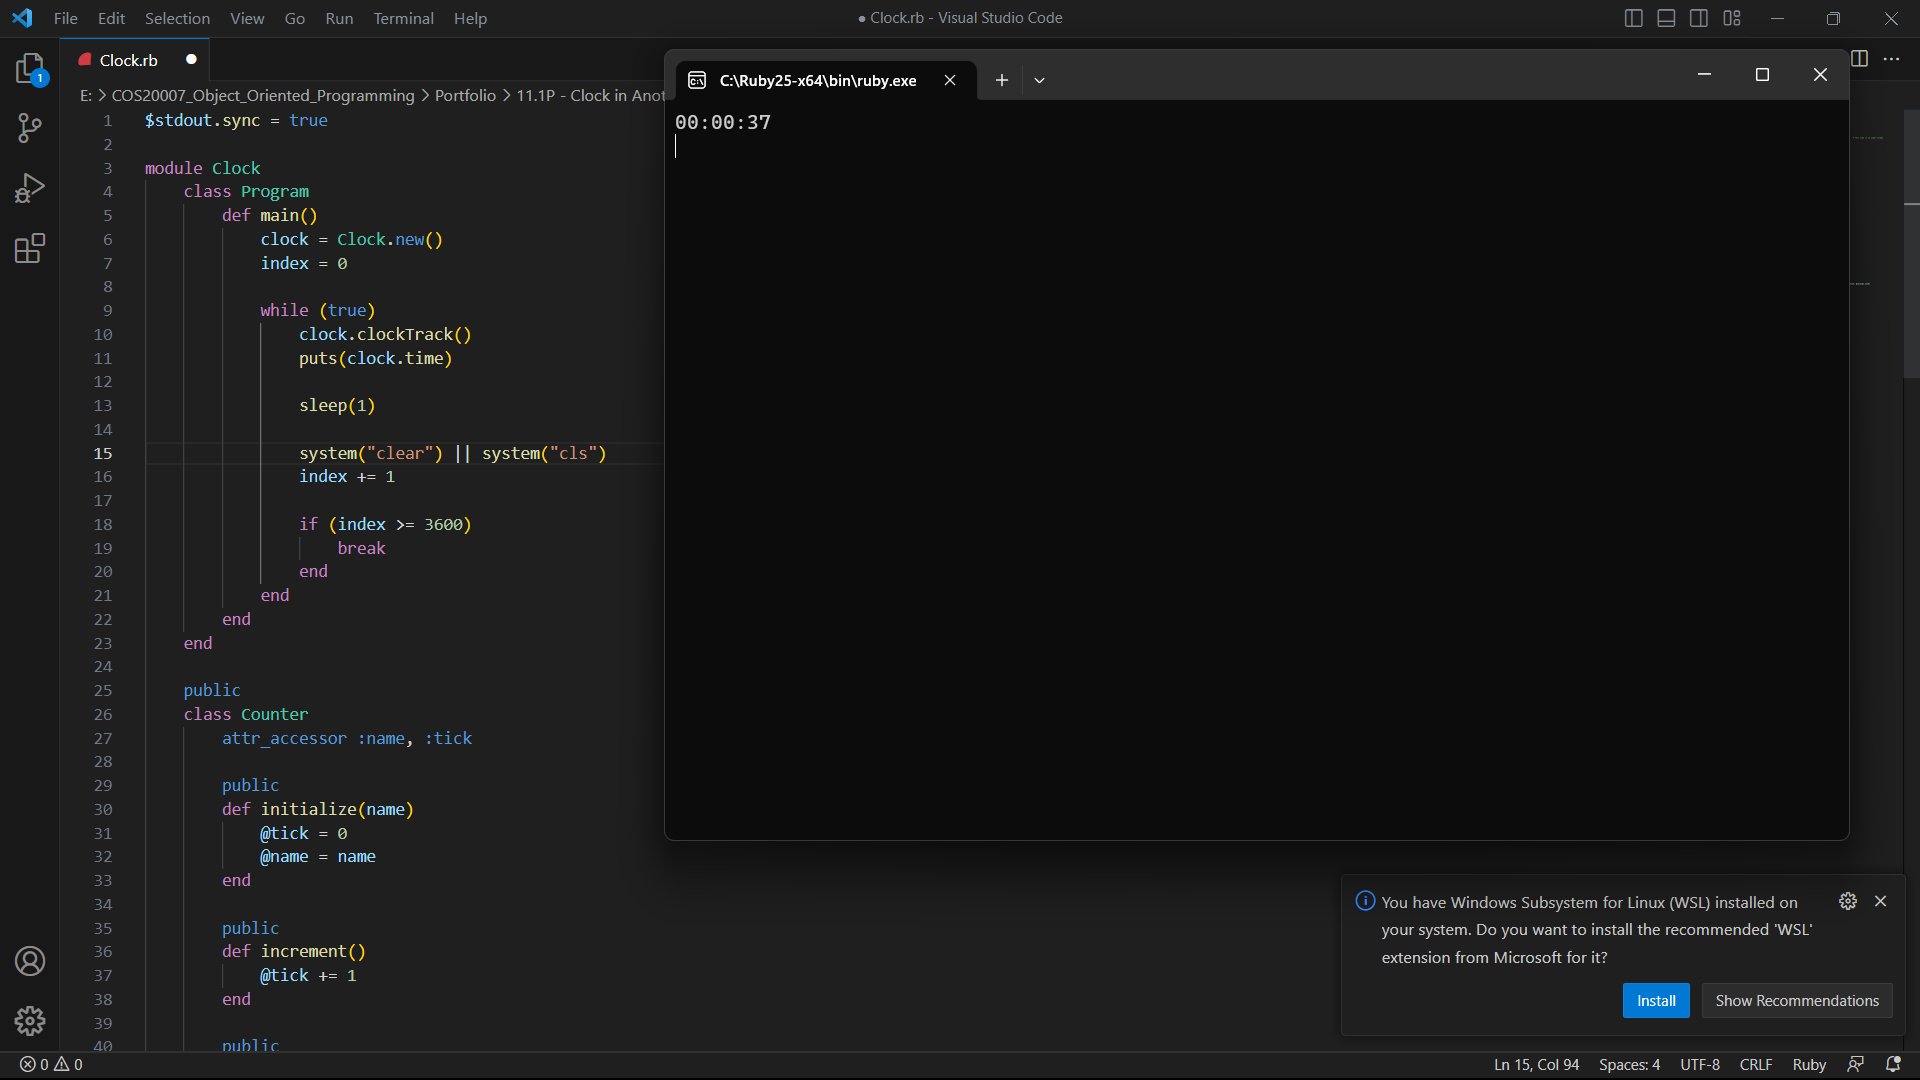 File Edit Selection View Go Run Terminal Help
● Clock.rb - Visual Studio Code
1
Clock.rb
E: > COS20007_Object_Oriented_Programming > Portfolio > 11.1P - Clock in Anot
C:\Ruby25-x64\bin\ruby.exe
00:00:37
1 $stdout.sync = true
2
3 module Clock
4 class Program
5 def main()
6 clock = Clock.new()
7 index = 0
8
9 while (true)
10 clock.clockTrack()
11 puts(clock.time)
12
13 sleep(1)
14
15 system("clear") || system("cls")
16 index += 1
17
18 if (index >= 3600)
19 break
20 end
21 end
22 end
23 end
24
25 public
26 class Counter
27 attr_accessor :name, :tick
28
29 public
30 def initialize(name)
31 @tick = 0
32 @name = name
33 end
34
35 public
36 def increment()
37 @tick += 1
38 end
39
40 public
You have Windows Subsystem for Linux (WSL) installed on
your system. Do you want to install the recommended 'WSL'
extension from Microsoft for it?
Install
Show Recommendations
0 0
Ln 15, Col 94 Spaces: 4 UTF-8 CRLF Ruby